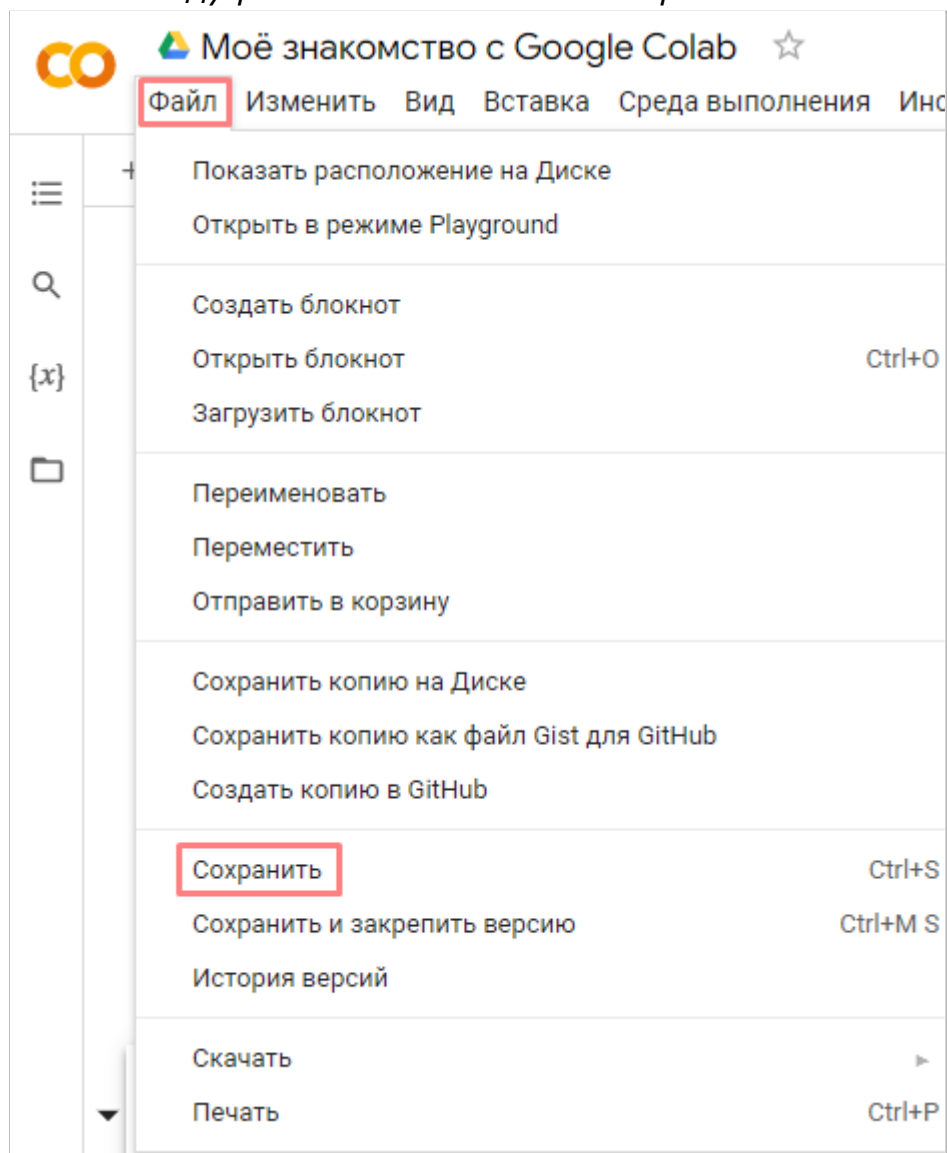 Моё знакомство с Google Colab
Файл Изменить Вид Вставка Среда выполнения
Показать расположение на Диске
Открыть в режиме Playground
Создать блокнот
Открыть блокнот Ctrl+O
Загрузить блокнот
Переименовать
Переместить
Отправить в корзину
Сохранить копию на Диске
Сохранить копию как файл Gist для GitHub
Создать копию в GitHub
Сохранить Ctrl+S
Сохранить и закрепить версию Ctrl+M S
История версий
Скачать
Печать Ctrl+P
{x}